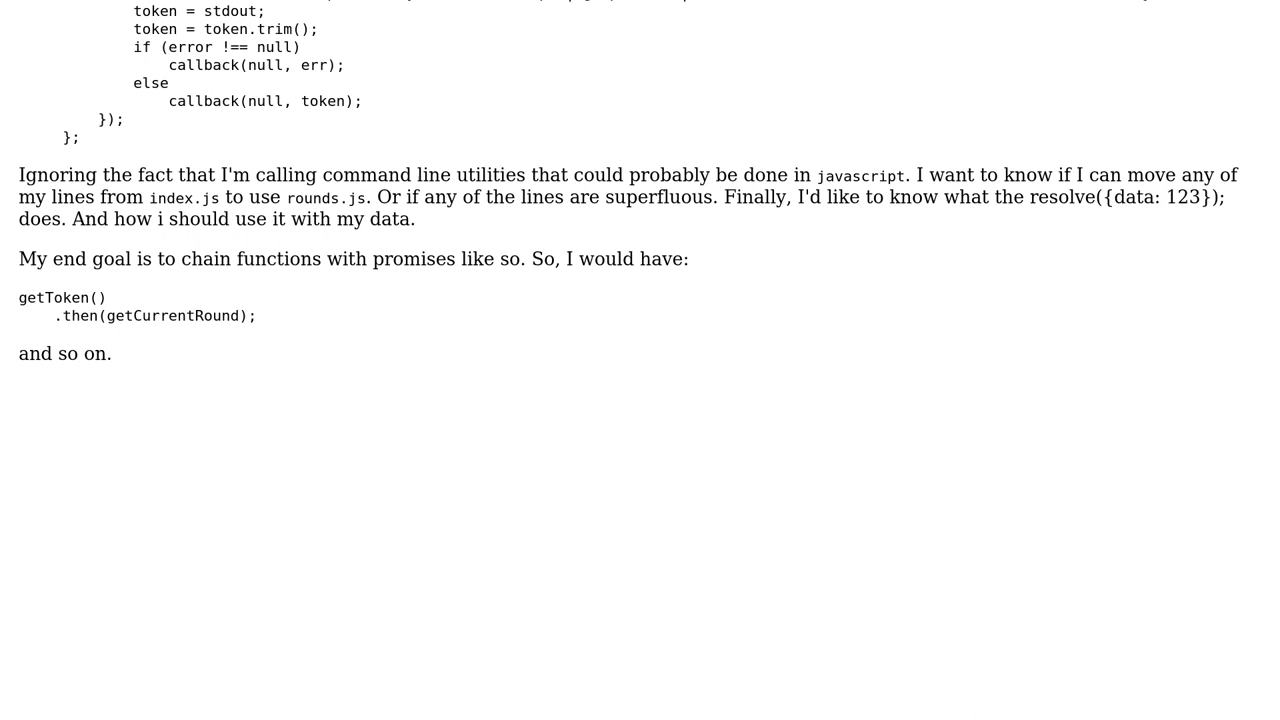 token = stdout;
token = token.trim();
if (error !== null)
callback(null, err);
else
callback(null, token);
});
};
Ignoring the fact that I'm calling command line utilities that could probably be done in javascript. I want to know if I can move any of
my lines from index.js to use rounds.js. Or if any of the lines are superfluous. Finally, I'd like to know what the resolve({data: 123});
does. And how i should use it with my data.
My end goal is to chain functions with promises like so. So, I would have:
getToken()
.then(getCurrentRound);
and so on.